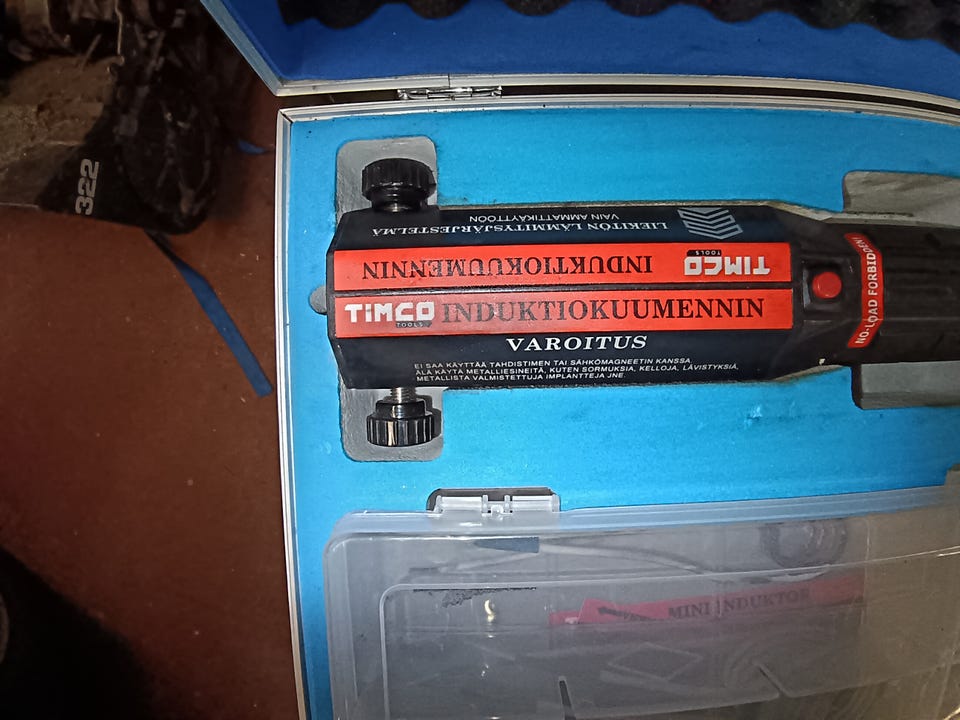 322
LIEKITÖN LÄMMITYSJÄRJESTELMÄ
VAIN AMMATTIKÄYTTÖÖN
TIMCO TOOLS INDUKTIOKUUMENNIN
TIMCO TOOLS INDUKTIOKUUMENNIN
VAROITUS
EI SAA KÄYTTÄÄ TAHDISTIMEN TAI SÄHKÖMAGNEETIN KANSSA
ÄLÄ KÄYTÄ METALLIESINEITÄ, KUTEN SORMUKSIA, KELLOJA, LÄVISTYKSIÄ,
METALLISTA VALMISTETTUJA IMPLANTTEJA JNE.
NO-LOAD FORBIDDEN
MINI INDUKTOR